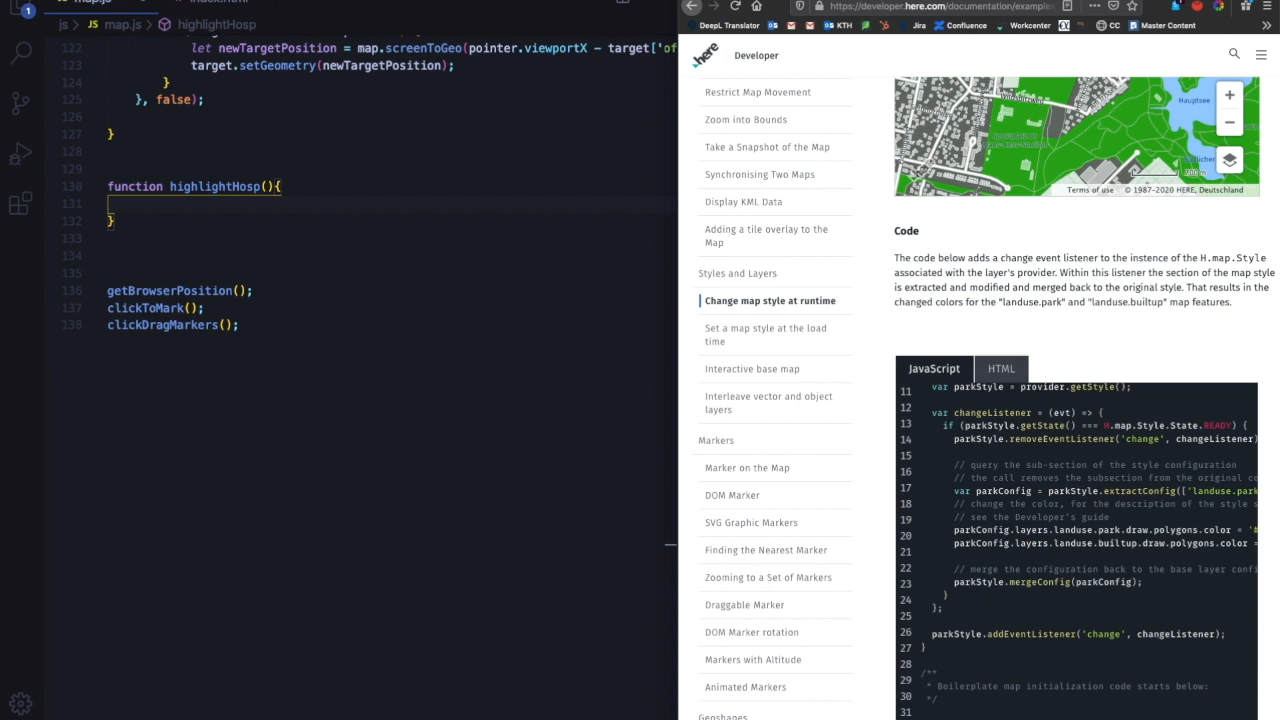 1
map.js
index.html
js > map.js > highlightHosp
122 let newTargetPosition = map.screenToGeo(pointer.viewportX - target['of
123 target.setGeometry(newTargetPosition);
124 }
125 }, false);
126
127 }
128
129
130 function highlightHosp(){
131
132 }
133
134
135
136 getBrowserPosition();
137 clickToMark();
138 clickDragMarkers();
https://developer.here.com/documentation/examples
DeepL Translator
KTH
Jira
Confluence
Workcenter
CC
Master Content
here
Developer
Restrict Map Movement
Zoom into Bounds
Take a Snapshot of the Map
Synchronising Two Maps
Display KML Data
Adding a tile overlay to the
Map
Styles and Layers
Change map style at runtime
Set a map style at the load
time
Interactive base map
Interleave vector and object
layers
Markers
Marker on the Map
DOM Marker
SVG Graphic Markers
Finding the Nearest Marker
Zooming to a Set of Markers
Draggable Marker
DOM Marker rotation
Markers with Altitude
Animated Markers
Geoshapes
Hauptsee
200 m
Terms of use © 1987–2020 HERE, Deutschland
Code
The code below adds a change event listener to the instence of the H.map.Style
associated with the layer's provider. Within this listener the section of the map style
is extracted and modified and merged back to the original style. That results in the
changed colors for the "landuse.park" and "landuse.builtup" map features.
JavaScript HTML
11 var parkStyle = provider.getStyle();
12
13 var changeListener = (evt) => {
14 if (parkStyle.getState() === H.map.Style.State.READY) {
15 parkStyle.removeEventListener('change', changeListener)
16
17 // query the sub-section of the style configuration
18 // the call removes the subsection from the original co
19 var parkConfig = parkStyle.extractConfig(['landuse.park
20 // change the color, for the description of the style s
21 // see the Developer's guide
22 parkConfig.layers.landuse.park.draw.polygons.color = '#
23 parkConfig.layers.landuse.builtup.draw.polygons.color =
24
25 // merge the configuration back to the base layer confi
26 parkStyle.mergeConfig(parkConfig);
27 }
28 };
29
30 parkStyle.addEventListener('change', changeListener);
31 }
/**
* Boilerplate map initialization code starts below:
*/